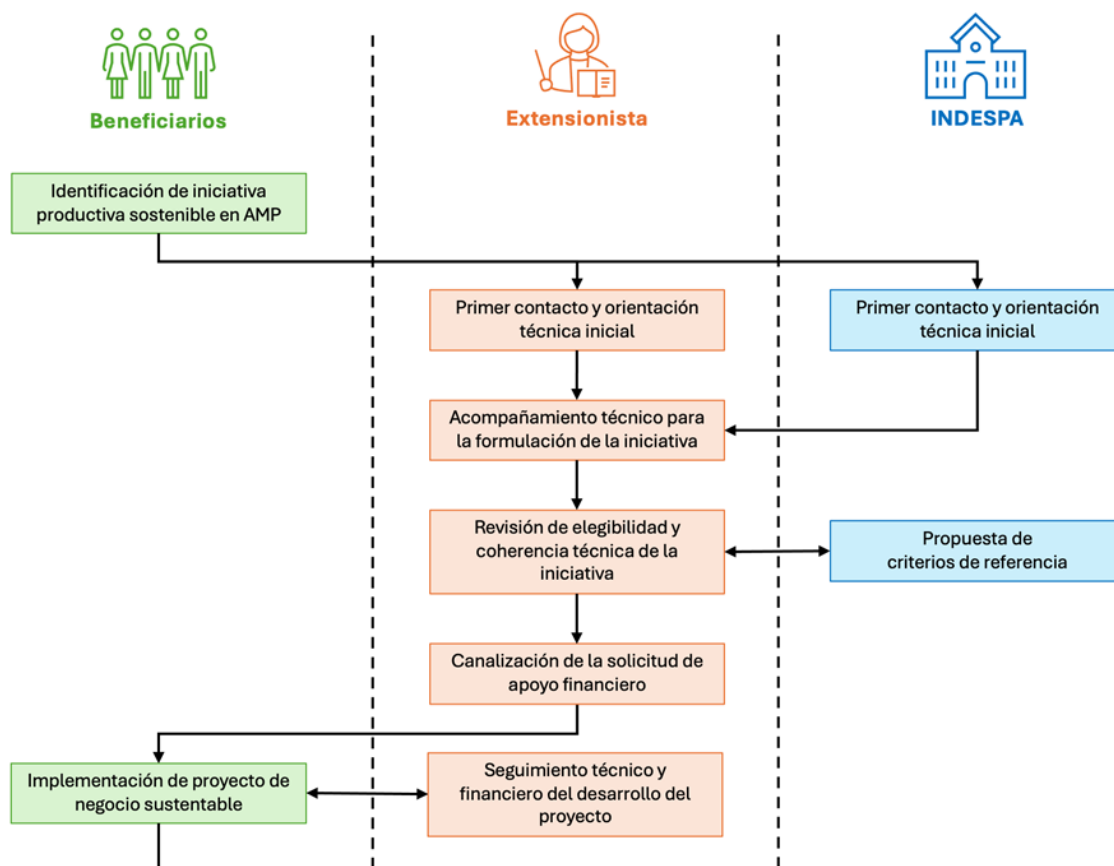 Beneficiarios
Extensionista
INDESPA
Identificación de iniciativa
productiva sostenible en AMP
Primer contacto y orientación
técnica inicial
Primer contacto y orientación
técnica inicial
Acompañamiento técnico para
la formulación de la iniciativa
Revisión de elegibilidad y
coherencia técnica de la
iniciativa
Propuesta de
criterios de referencia
Canalización de la solicitud de
apoyo financiero
Implementación de proyecto de
negocio sustentable
Seguimiento técnico y
financiero del desarrollo del
proyecto